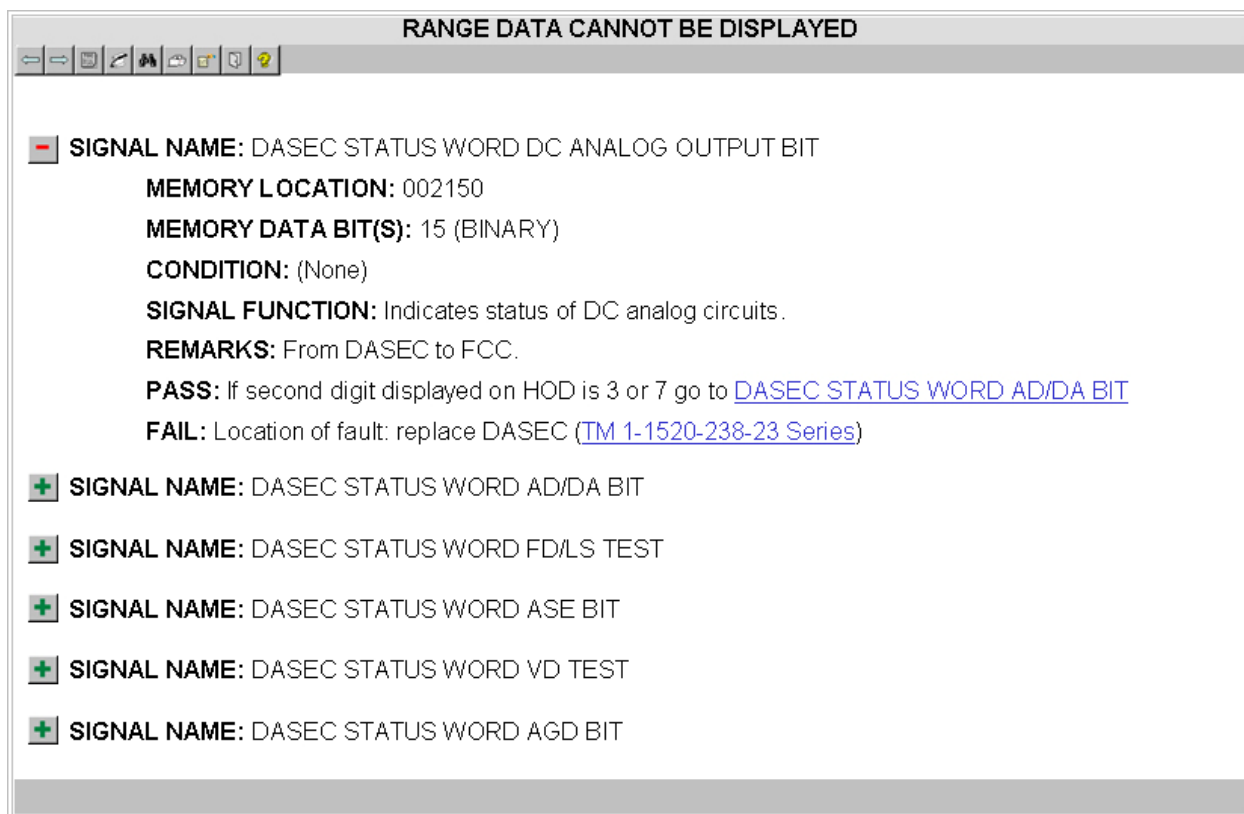 RANGE DATA CANNOT BE DISPLAYED
SIGNAL NAME: DASEC STATUS WORD DC ANALOG OUTPUT BIT
MEMORY LOCATION: 002150
MEMORY DATA BIT(S): 15 (BINARY)
CONDITION: (None)
SIGNAL FUNCTION: Indicates status of DC analog circuits.
REMARKS: From DASEC to FCC.
PASS: If second digit displayed on HOD is 3 or 7 go to DASEC STATUS WORD AD/DA BIT
FAIL: Location of fault: replace DASEC (TM 1-1520-238-23 Series)
SIGNAL NAME: DASEC STATUS WORD AD/DA BIT
SIGNAL NAME: DASEC STATUS WORD FD/LS TEST
SIGNAL NAME: DASEC STATUS WORD ASE BIT
SIGNAL NAME: DASEC STATUS WORD VD TEST
SIGNAL NAME: DASEC STATUS WORD AGD BIT